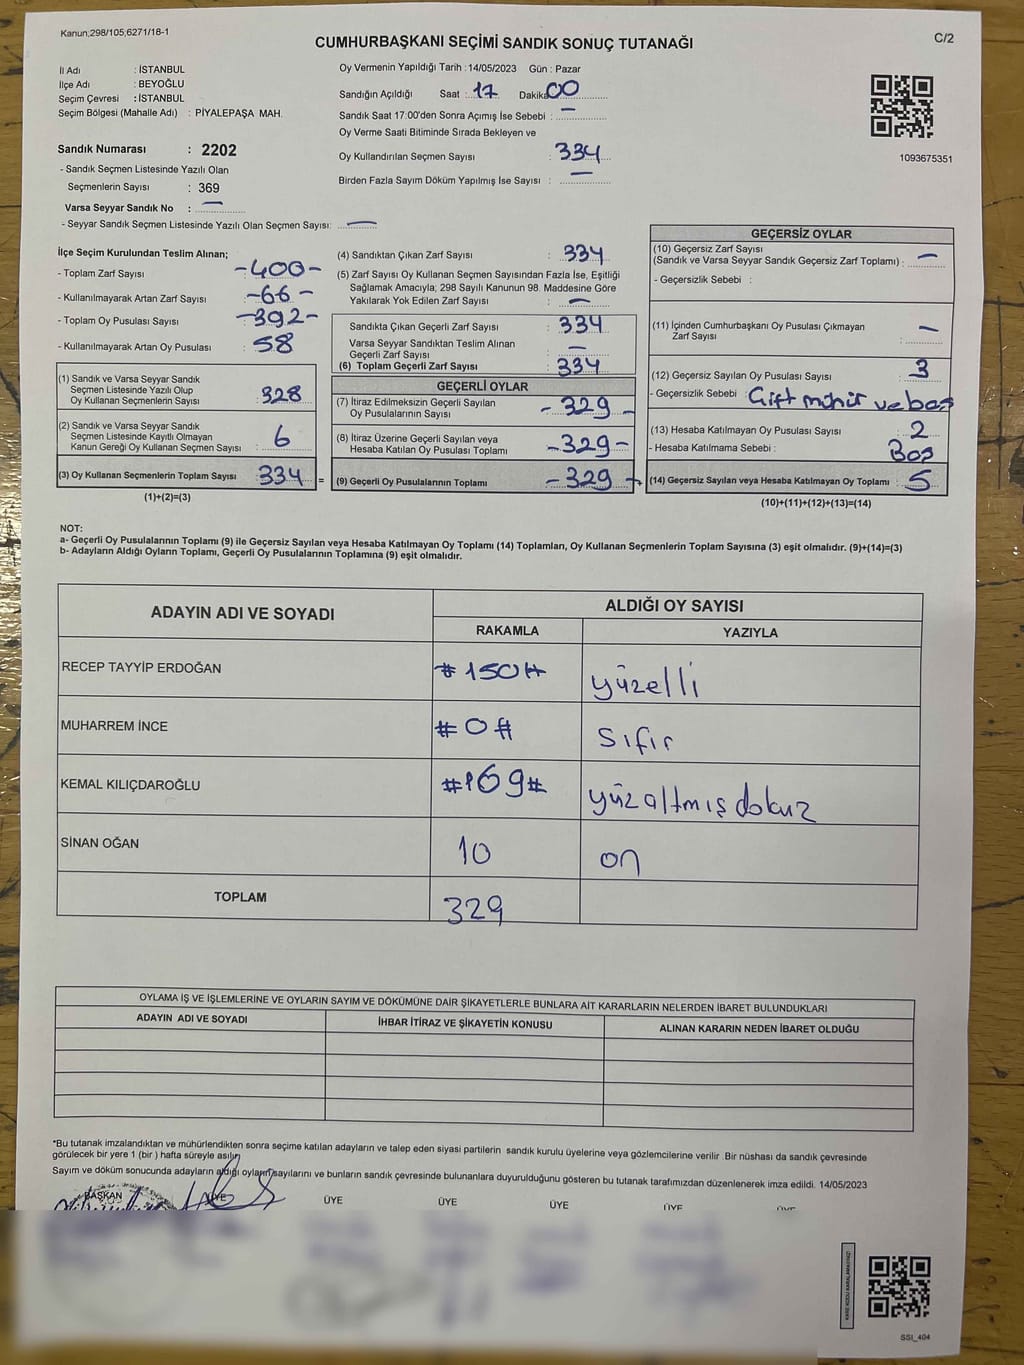 Kanun;298/105;6271/18-1
C/2
CUMHURBAŞKANI SEÇİMİ SANDIK SONUÇ TUTANAĞI
İl Adı : İSTANBUL
İlçe Adı : BEYOĞLU
Seçim Çevresi : İSTANBUL
Seçim Bölgesi (Mahalle Adı) : PİYALEPAŞA MAH.
Sandık Numarası : 2202
- Sandık Seçmen Listesinde Yazılı Olan
Seçmenlerin Sayısı : 369
Varsa Seyyar Sandık No : —
- Seyyar Sandık Seçmen Listesinde Yazılı Olan Seçmen Sayısı: —
Oy Vermenin Yapıldığı Tarih : 14/05/2023 Gün : Pazar
Sandığın Açıldığı Saat : 17 Dakika 00
Sandık Saat 17:00'den Sonra Açımış İse Sebebi : —
Oy Verme Saati Bitiminde Sırada Bekleyen ve
Oy Kullandırılan Seçmen Sayısı : 334
Birden Fazla Sayım Döküm Yapılmış İse Sayısı : —
1093675351
İlçe Seçim Kurulundan Teslim Alınan;
- Toplam Zarf Sayısı : -400-
- Kullanılmayarak Artan Zarf Sayısı : -66-
- Toplam Oy Pusulası Sayısı : -392-
- Kullanılmayarak Artan Oy Pusulası : 58
(1) Sandık ve Varsa Seyyar Sandık
Seçmen Listesinde Yazılı Olup
Oy Kullanan Seçmenlerin Sayısı : 328
(2) Sandık ve Varsa Seyyar Sandık
Seçmen Listesinde Kayıtlı Olmayan
Kanun Gereği Oy Kullanan Seçmen Sayısı : 6
(3) Oy Kullanan Seçmenlerin Toplam Sayısı : 334 =
(1)+(2)=(3)
(4) Sandıktan Çıkan Zarf Sayısı : 334
(5) Zarf Sayısı Oy Kullanan Seçmen Sayısından Fazla İse, Eşitliği
Sağlamak Amacıyla; 298 Sayılı Kanunun 98. Maddesine Göre
Yakılarak Yok Edilen Zarf Sayısı : —
Sandıkta Çıkan Geçerli Zarf Sayısı : 334
Varsa Seyyar Sandıktan Teslim Alınan
Geçerli Zarf Sayısı : —
(6) Toplam Geçerli Zarf Sayısı : 334
GEÇERLİ OYLAR
(7) İtiraz Edilmeksizin Geçerli Sayılan
Oy Pusulalarının Sayısı : -329-
(8) İtiraz Üzerine Geçerli Sayılan veya
Hesaba Katılan Oy Pusulası Toplamı : -329-
(9) Geçerli Oy Pusulalarının Toplamı : -329- +
GEÇERSİZ OYLAR
(10) Geçersiz Zarf Sayısı
(Sandık ve Varsa Seyyar Sandık Geçersiz Zarf Toplamı) : —
- Geçersizlik Sebebi :
(11) İçinden Cumhurbaşkanı Oy Pusulası Çıkmayan
Zarf Sayısı : —
(12) Geçersiz Sayılan Oy Pusulası Sayısı : 3
- Geçersizlik Sebebi : Çift mühür ve boş
(13) Hesaba Katılmayan Oy Pusulası Sayısı : 2
- Hesaba Katılmama Sebebi : Boş
(14) Geçersiz Sayılan veya Hesaba Katılmayan Oy Toplamı : 5
(10)+(11)+(12)+(13)=(14)
NOT:
a- Geçerli Oy Pusulalarının Toplamı (9) ile Geçersiz Sayılan veya Hesaba Katılmayan Oy Toplamı (14) Toplamları, Oy Kullanan Seçmenlerin Toplam Sayısına (3) eşit olmalıdır. (9)+(14)=(3)
b- Adayların Aldığı Oyların Toplamı, Geçerli Oy Pusulalarının Toplamına (9) eşit olmalıdır.
ADAYIN ADI VE SOYADI ALDIĞI OY SAYISI
RAKAMLA YAZIYLA
RECEP TAYYİP ERDOĞAN #150# yüzelli
MUHARREM İNCE #0# sıfır
KEMAL KILIÇDAROĞLU #169# yüzaltmışdokuz
SİNAN OĞAN 10 on
TOPLAM 329
OYLAMA İŞ VE İŞLEMLERİNE VE OYLARIN SAYIM VE DÖKÜMÜNE DAİR ŞİKAYETLERLE BUNLARA AİT KARARLARIN NELERDEN İBARET BULUNDUKLARI
ADAYIN ADI VE SOYADI İHBAR İTİRAZ VE ŞİKAYETİN KONUSU ALINAN KARARIN NEDEN İBARET OLDUĞU
*Bu tutanak imzalandıktan ve mühürlendikten sonra seçime katılan adayların ve talep eden siyasi partilerin sandık kurulu üyelerine veya gözlemcilerine verilir .Bir nüshası da sandık çevresinde
görülecek bir yere 1 (bir ) hafta süreyle asılır.
Sayım ve döküm sonucunda adayların aldığı oyların sayılarını ve bunların sandık çevresinde bulunanlara duyurulduğunu gösteren bu tutanak tarafımızdan düzenlenerek imza edildi. 14/05/2023
BAŞKAN ÜYE ÜYE ÜYE ÜYE ÜYE ÜYE
KARE KODU KARALAMAYINIZ!
SSI_404